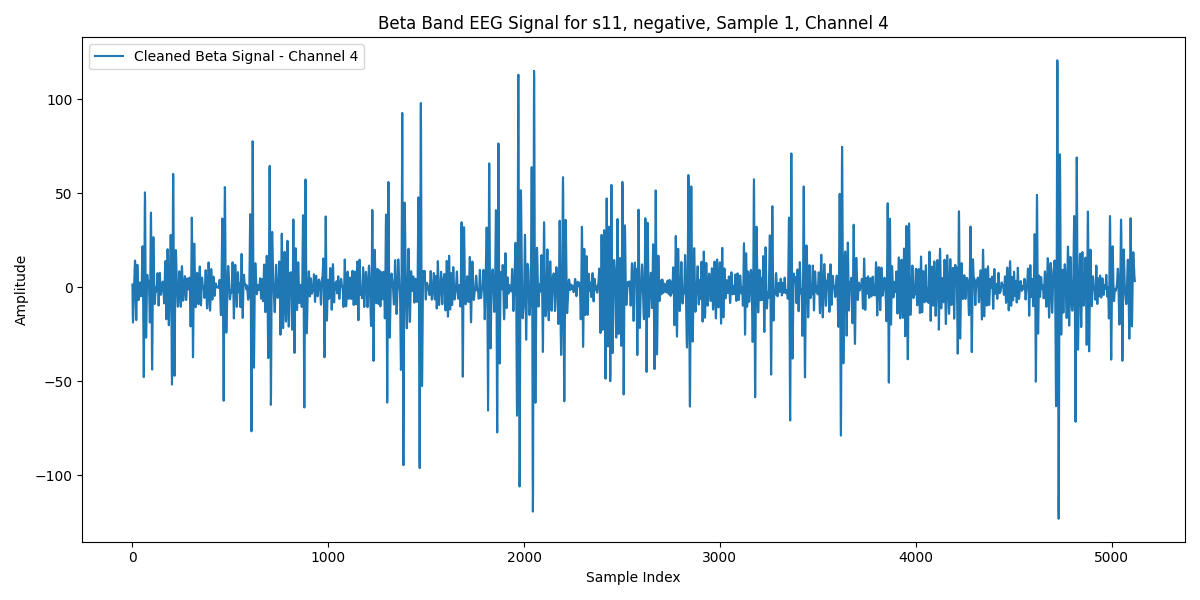 Beta Band EEG Signal for s11, negative, Sample 1, Channel 4
Cleaned Beta Signal - Channel 4
Amplitude
100
50
0
−50
−100
0 1000 2000 3000 4000 5000
Sample Index